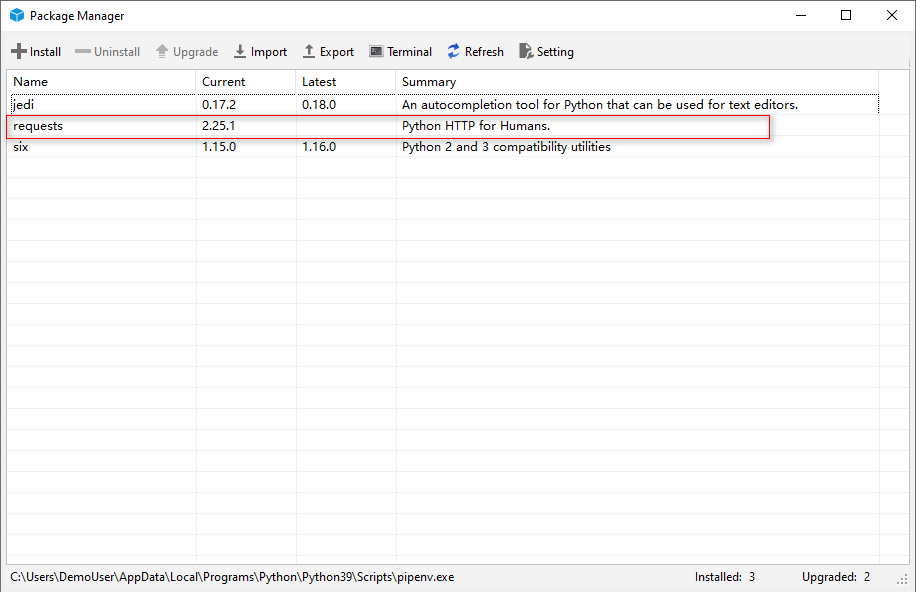 Package Manager
Install Uninstall Upgrade Import Export Terminal Refresh Setting
Name Current Latest Summary
jedi 0.17.2 0.18.0 An autocompletion tool for Python that can be used for text editors.
requests 2.25.1 Python HTTP for Humans.
six 1.15.0 1.16.0 Python 2 and 3 compatibility utilities
C:\Users\DemoUser\AppData\Local\Programs\Python\Python39\Scripts\pipenv.exe Installed: 3 Upgraded: 2